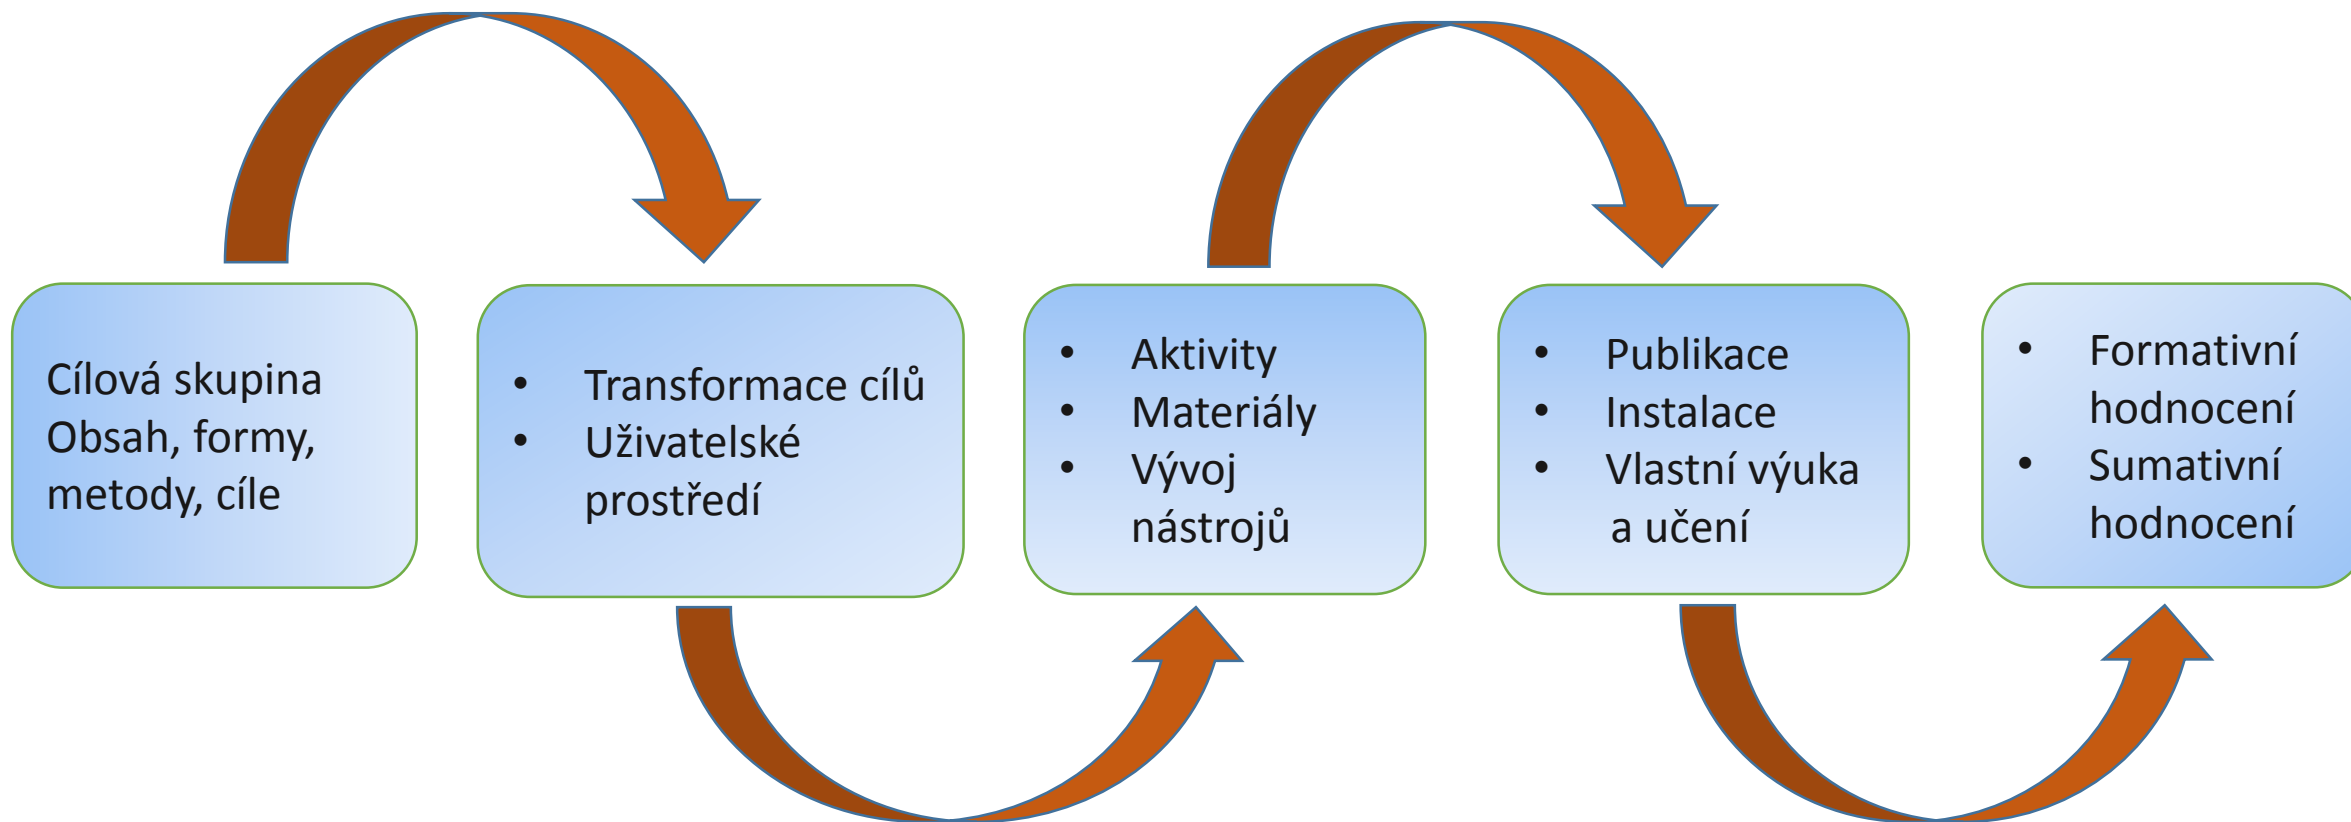 Cílová skupina
Obsah, formy,
metody, cíle
• Transformace cílů
• Uživatelské
prostředí
• Aktivity
• Materiály
• Vývoj
nástrojů
• Publikace
• Instalace
• Vlastní výuka
a učení
• Formativní
hodnocení
• Sumativní
hodnocení